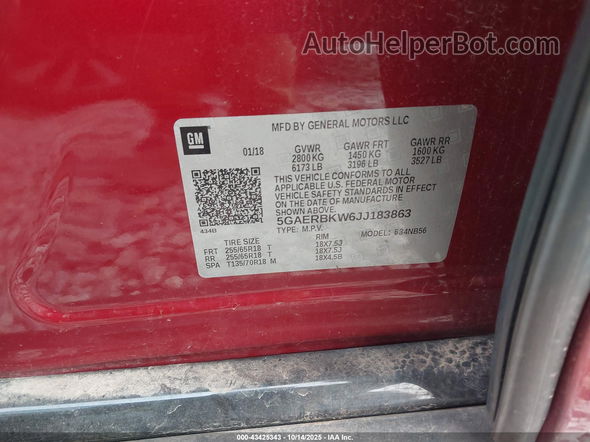 AutoHelperBot.com
MFD BY GENERAL MOTORS LLC
GM
01/18 GVWR GAWR FRT GAWR RR
2800 KG 1450 KG 1600 KG
6173 LB 3196 LB 3527 LB
THIS VEHICLE CONFORMS TO ALL
APPLICABLE U.S. FEDERAL MOTOR
VEHICLE SAFETY STANDARDS IN EFFECT
ON THE DATE OF MANUFACTURE SHOWN ABOVE.
5GAERBKW6JJ183863
434B TYPE: M.P.V. MODEL: 634NB56
TIRE SIZE RIM
FRT 255/65R18 T 18X7.5J
RR 255/65R18 T 18X7.5J
SPA T135/70R18 M 18X4.5B
000-43425343 - 10/14/2025 - IAA Inc.